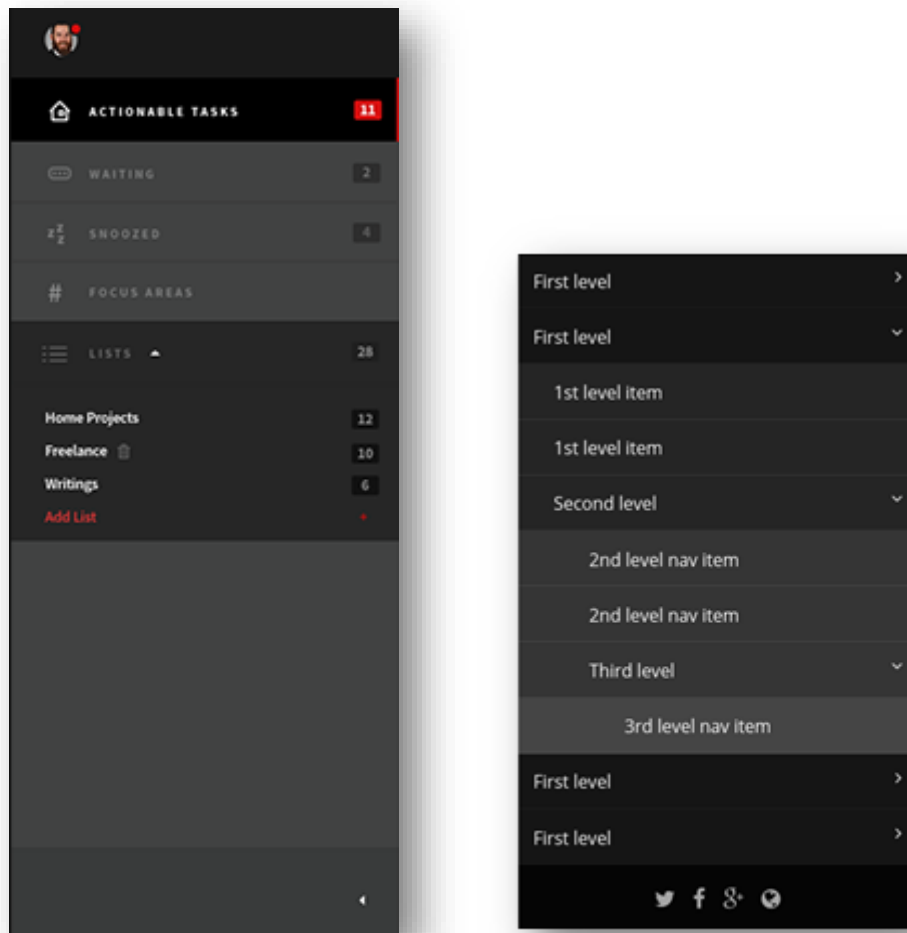 ACTIONABLE TASKS 11
WAITING 2
SNOOZED 4
# FOCUS AREAS
LISTS 28
Home Projects 12
Freelance 10
Writings 6
Add List +
First level
First level
1st level item
1st level item
Second level
2nd level nav item
2nd level nav item
Third level
3rd level nav item
First level
First level